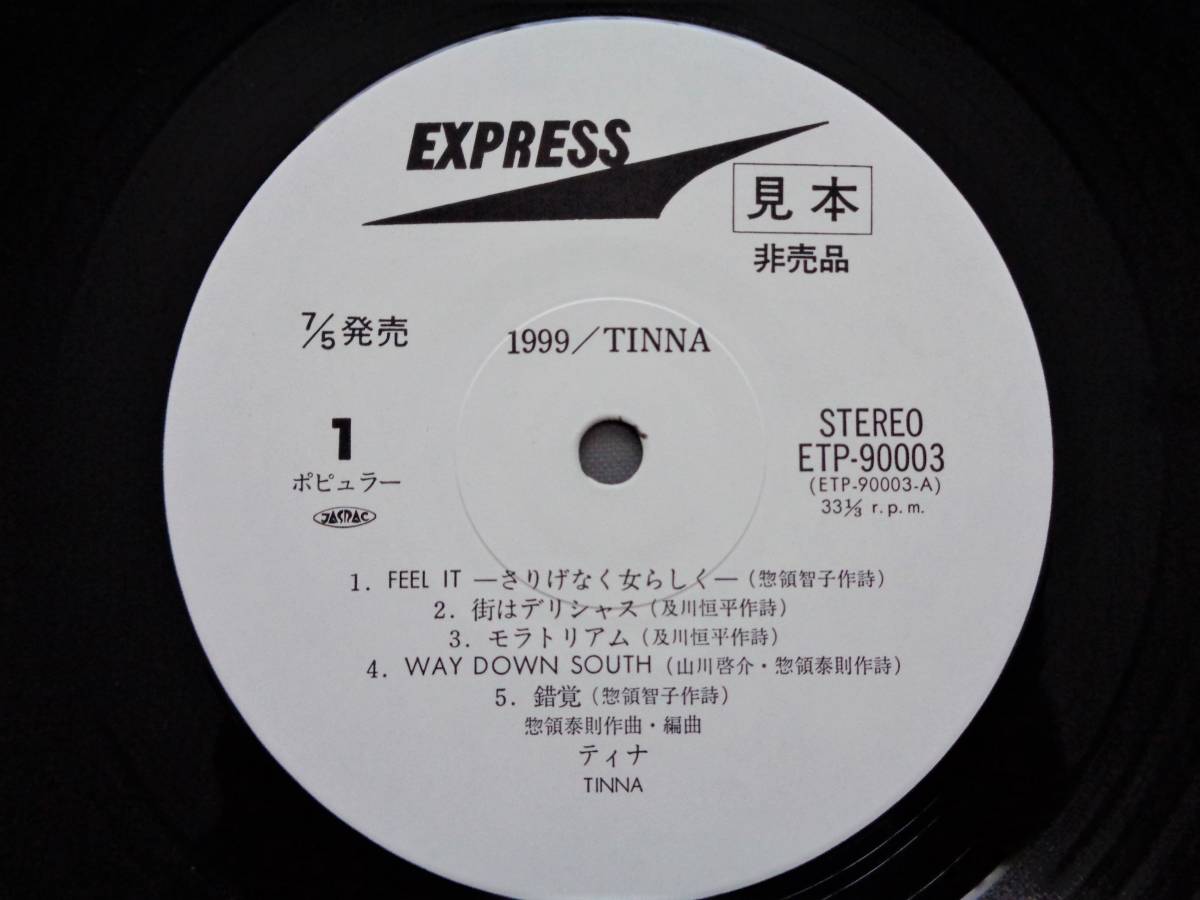 EXPRESS
見本
非売品
7/5発売
1999/TINNA
1
ポピュラー
JASRAC
STEREO
ETP-90003
(ETP-90003-A)
33⅓ r.p.m.
1. FEEL IT ―さりげなく女らしく―(惣領智子作詩)
2. 街はデリシャス(及川恒平作詩)
3. モラトリアム(及川恒平作詩)
4. WAY DOWN SOUTH(山川啓介・惣領泰則作詩)
5. 錯覚(惣領智子作詩)
惣領泰則作曲・編曲
ティナ
TINNA